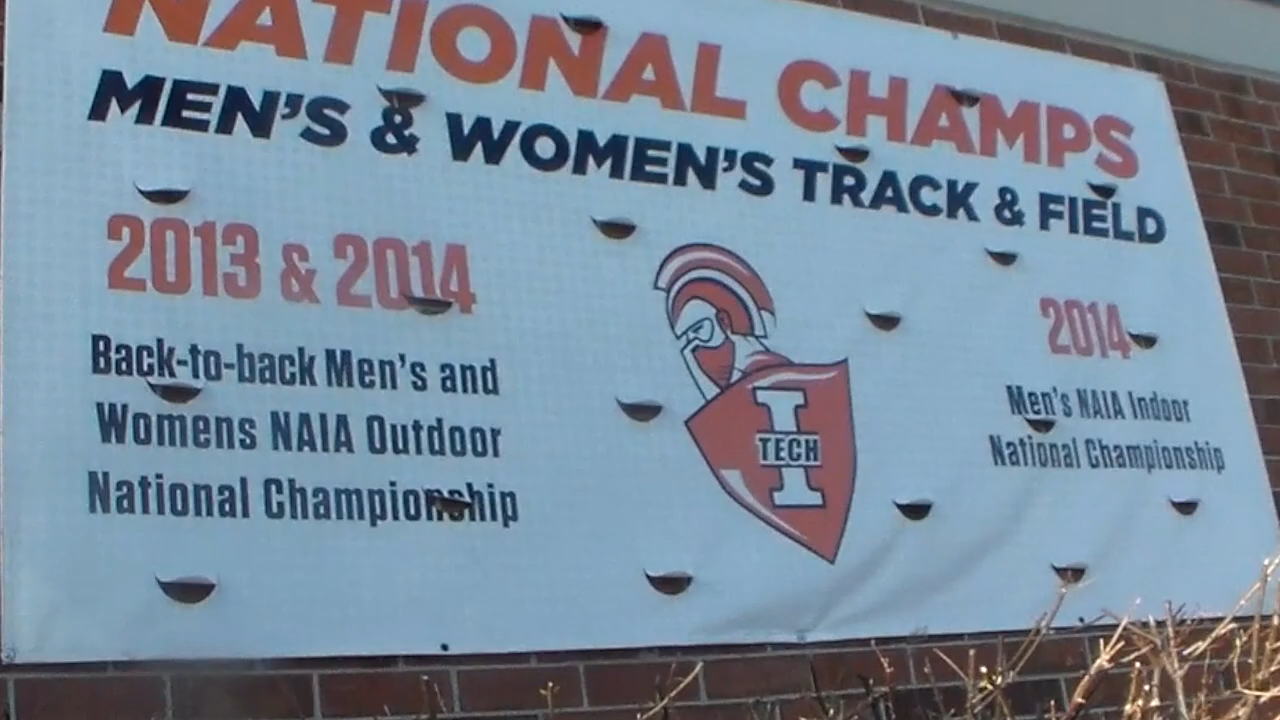 NATIONAL CHAMPS
MEN'S & WOMEN'S TRACK & FIELD
2013 & 2014
Back-to-back Men's and
Womens NAIA Outdoor
National Championship
I
TECH
2014
Men's NAIA Indoor
National Championship